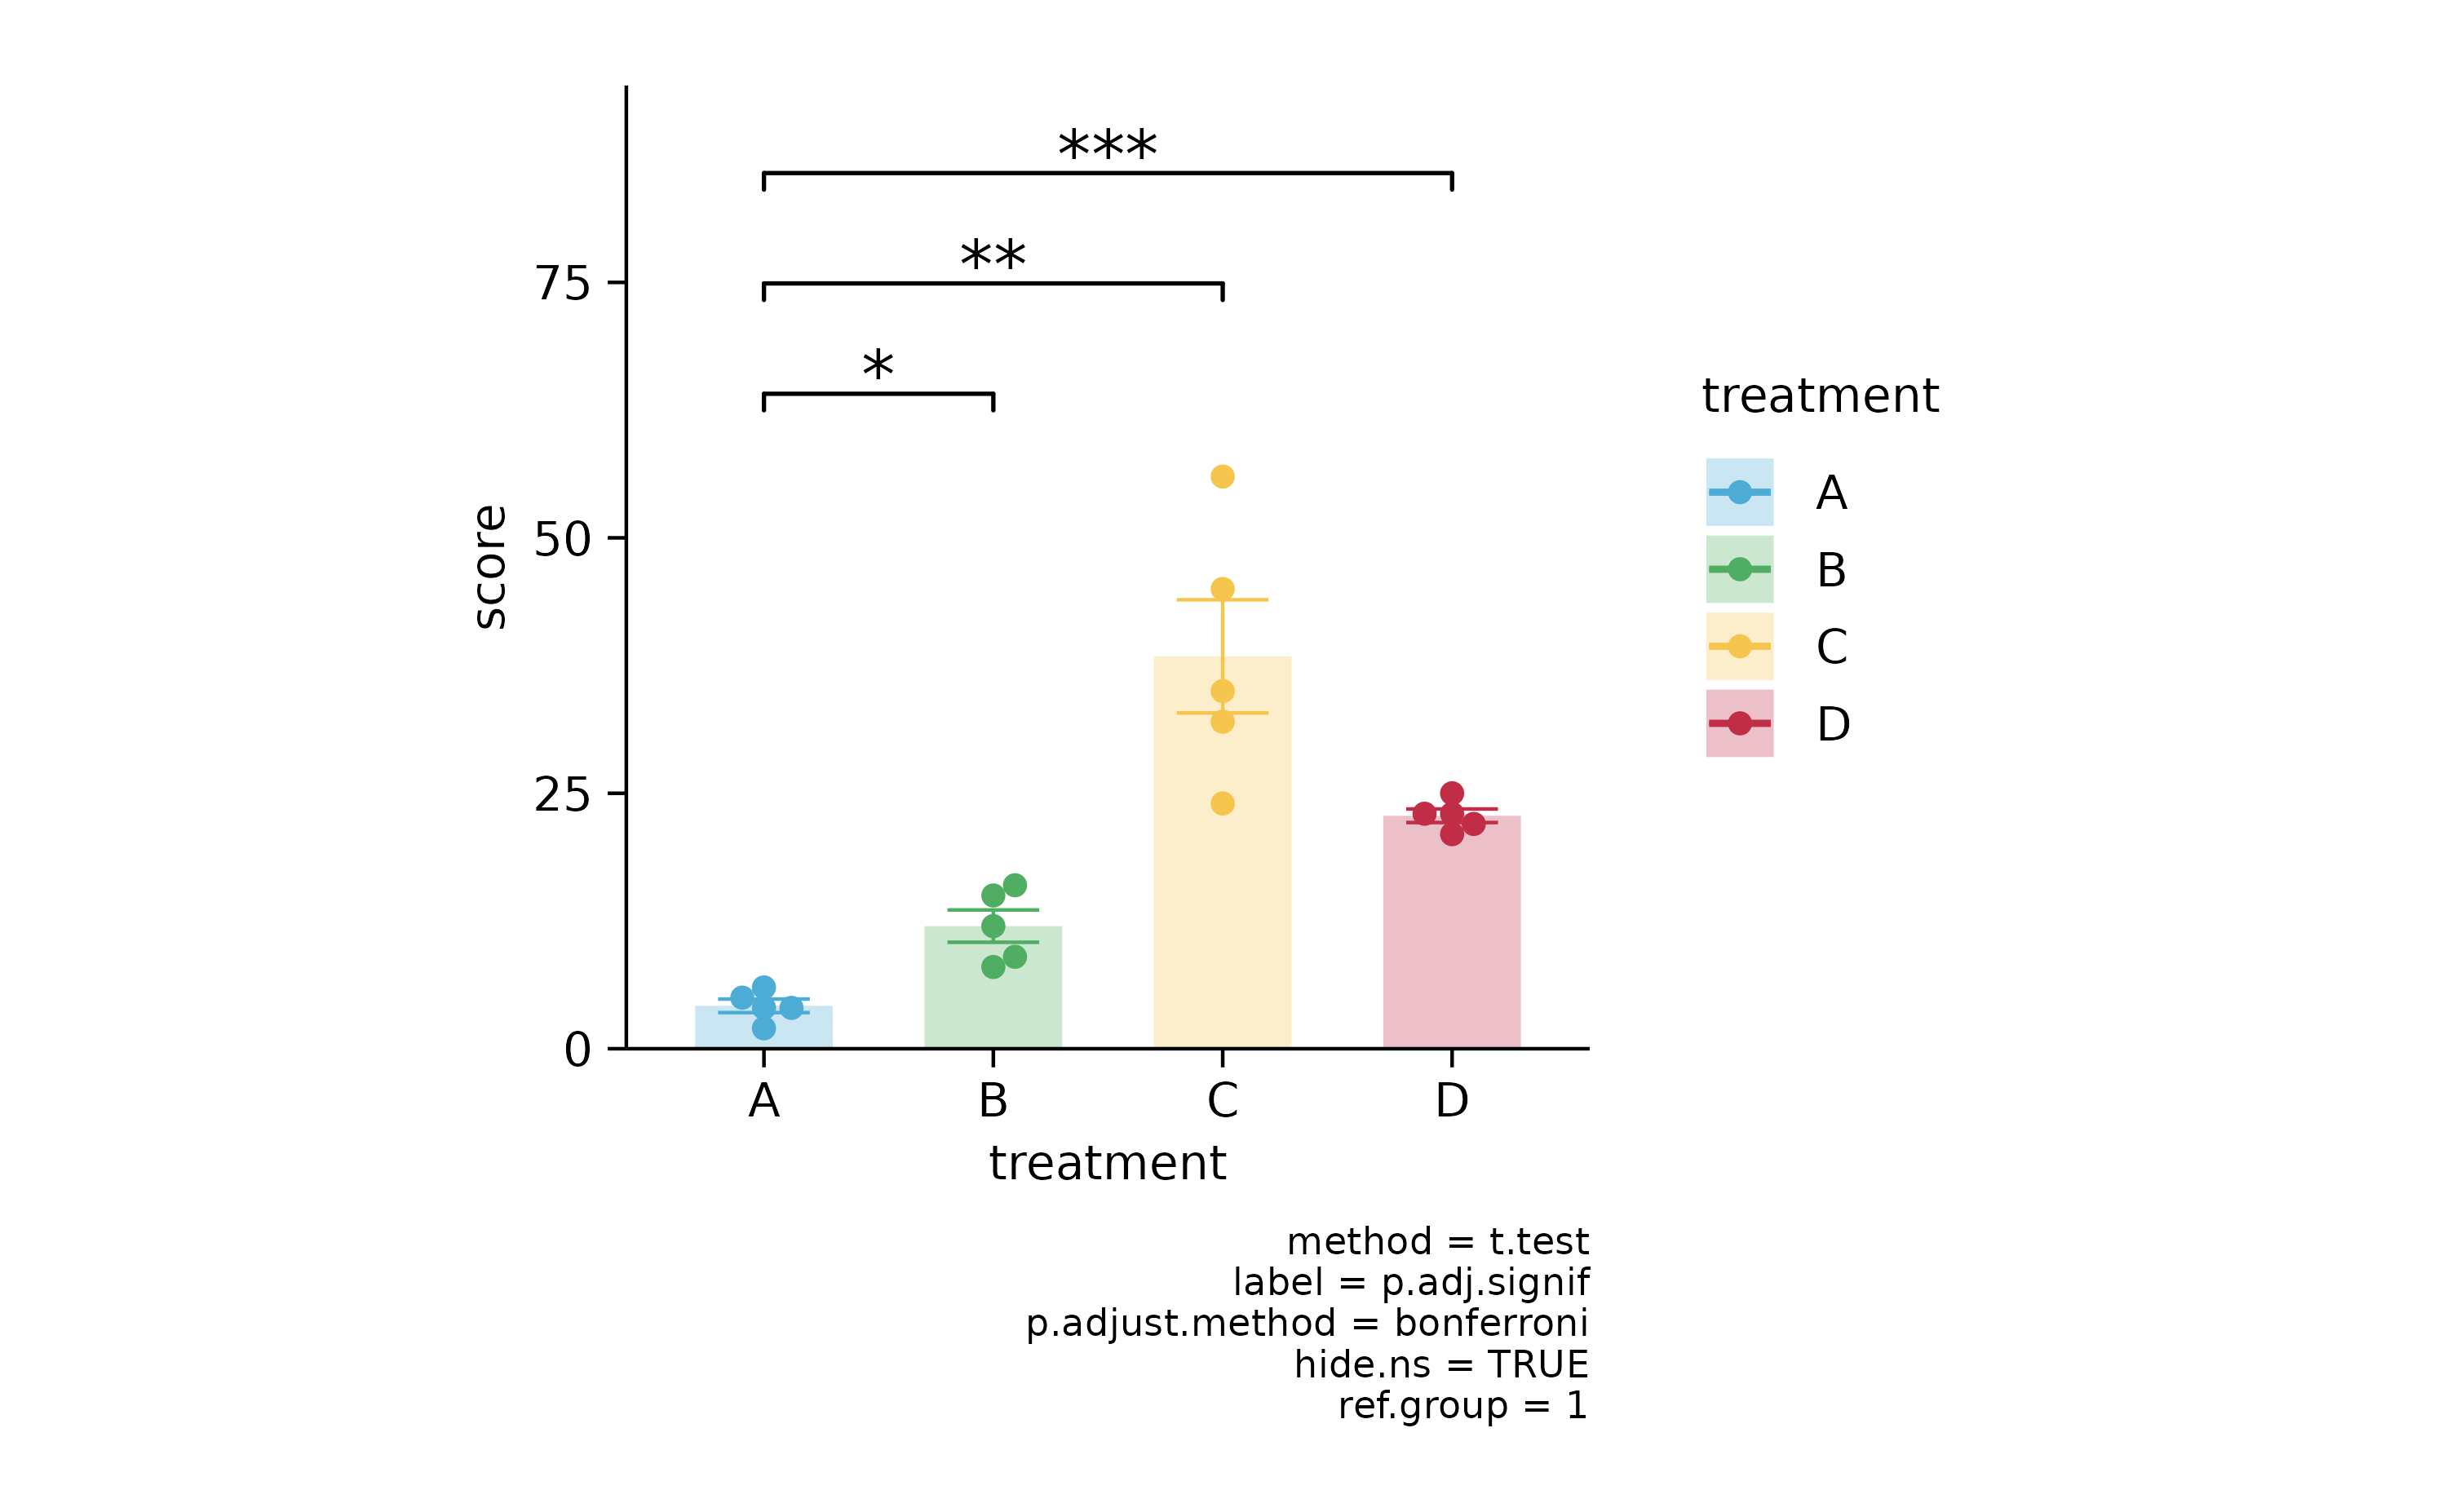 ***
**
*
75
50
25
0
score
A
B
C
D
treatment
treatment
A
B
C
D
method = t.test
label = p.adj.signif
p.adjust.method = bonferroni
hide.ns = TRUE
ref.group = 1